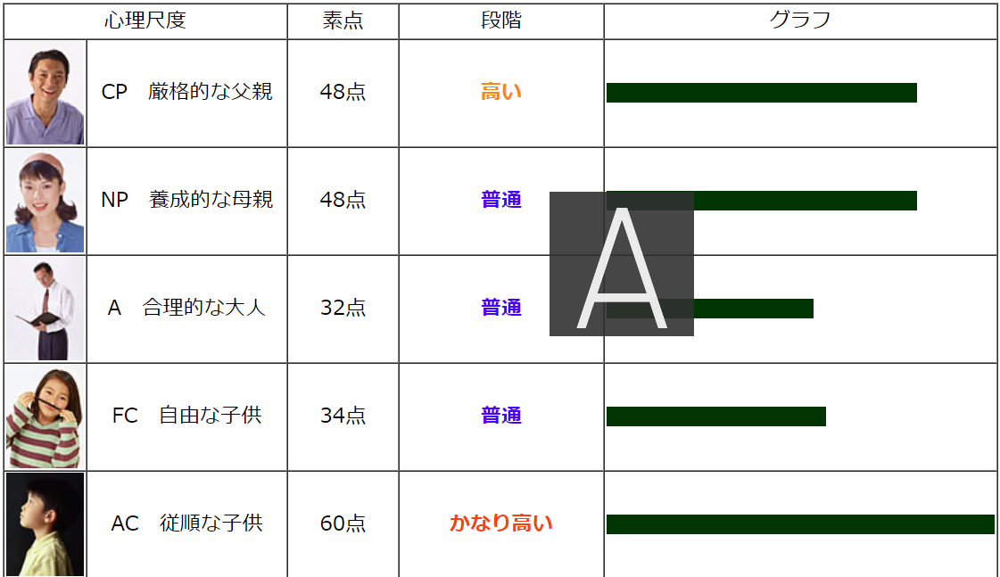 心理尺度 素点 段階 グラフ
CP 厳格的な父親 48点 高い
NP 養成的な母親 48点 普通
A
A 合理的な大人 32点 普通
FC 自由な子供 34点 普通
AC 従順な子供 60点 かなり高い